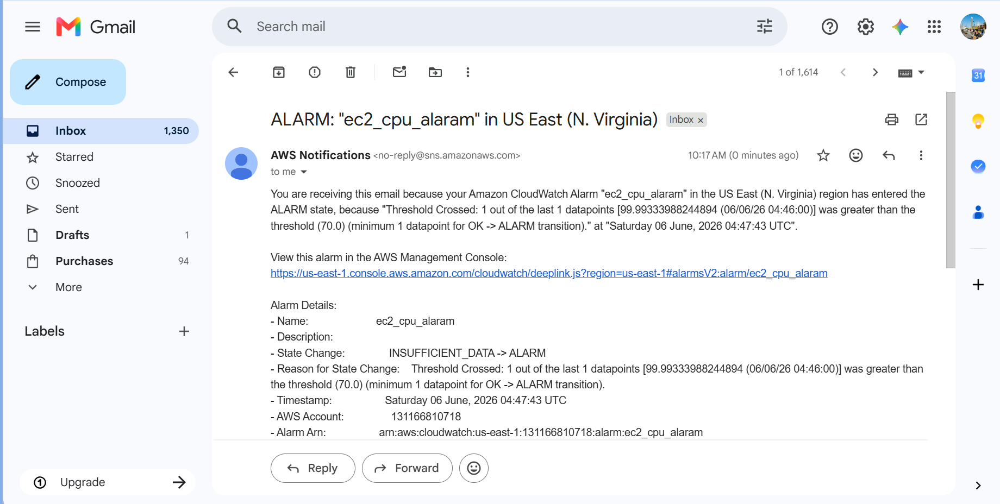 Gmail
Search mail
Compose
1 of 1,614
31
ALARM: "ec2_cpu_alaram" in US East (N. Virginia) Inbox ×
Inbox 1,350
Starred
Snoozed
Sent
Drafts 1
Purchases 94
More
Labels
Upgrade
AWS Notifications <no-reply@sns.amazonaws.com> 10:17 AM (0 minutes ago)
to me
You are receiving this email because your Amazon CloudWatch Alarm "ec2_cpu_alaram" in the US East (N. Virginia) region has entered the
ALARM state, because "Threshold Crossed: 1 out of the last 1 datapoints [99.99333988244894 (06/06/26 04:46:00)] was greater than the
threshold (70.0) (minimum 1 datapoint for OK -> ALARM transition)." at "Saturday 06 June, 2026 04:47:43 UTC".
View this alarm in the AWS Management Console:
https://us-east-1.console.aws.amazon.com/cloudwatch/deeplink.js?region=us-east-1#alarmsV2:alarm/ec2_cpu_alaram
Alarm Details:
- Name: ec2_cpu_alaram
- Description:
- State Change: INSUFFICIENT_DATA -> ALARM
- Reason for State Change: Threshold Crossed: 1 out of the last 1 datapoints [99.99333988244894 (06/06/26 04:46:00)] was greater than
the threshold (70.0) (minimum 1 datapoint for OK -> ALARM transition).
- Timestamp: Saturday 06 June, 2026 04:47:43 UTC
- AWS Account: 131166810718
- Alarm Arn: arn:aws:cloudwatch:us-east-1:131166810718:alarm:ec2_cpu_alaram
Reply
Forward